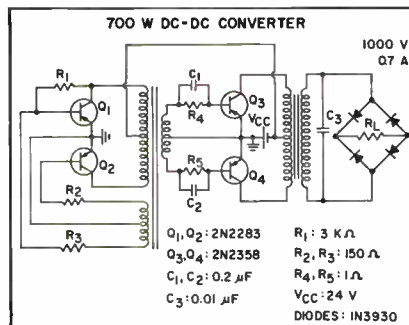 700 W DC-DC CONVERTER
1000 V
0.7 A
R1
C1
Q1
R4
Q3
VCC
C3
RL
Q2
R5
Q4
R2
C2
R3
Q1, Q2: 2N2283
Q3, Q4: 2N2358
C1, C2: 0.2 µF
C3: 0.01 µF
R1: 3 KΩ
R2, R3: 150 Ω
R4, R5: 1 Ω
VCC: 24 V
DIODES: 1N3930